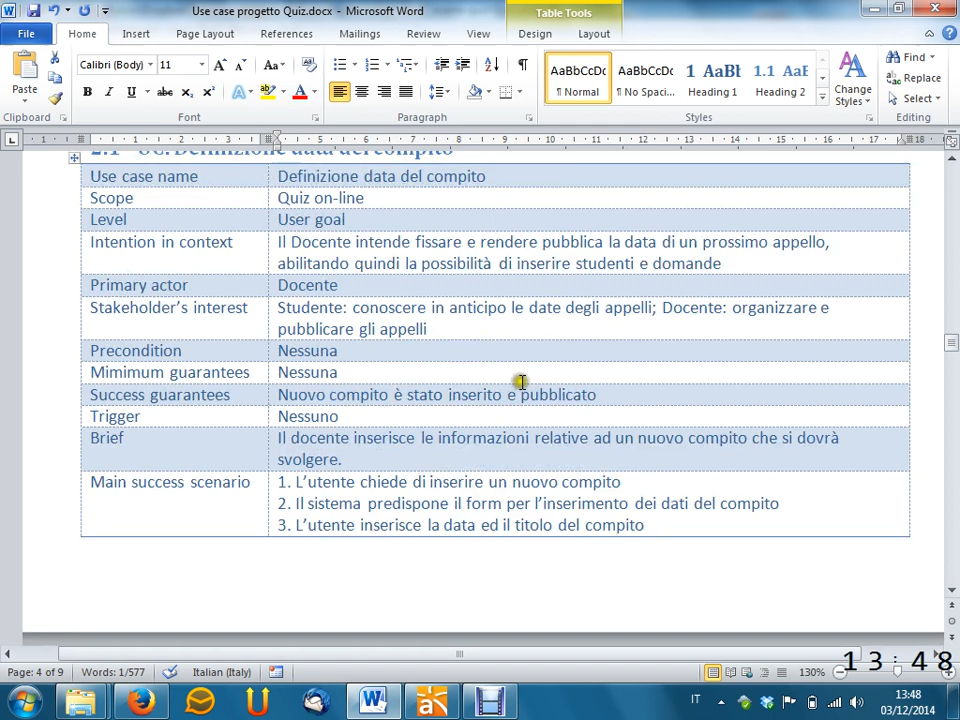 Use case progetto Quiz.docx - Microsoft Word
Table Tools
File Home Insert Page Layout References Mailings Review View Design Layout
Calibri (Body) 11
AaBbCcDc AaBbCcDc AaBbC AaBbC
Paste
¶ Normal ¶ No Spaci... Heading 1 Heading 2
Change Styles
Find
Replace
Select
Clipboard Font Paragraph Styles Editing
2.1 UC: Definizione data del compito
Use case name Definizione data del compito
Scope Quiz on-line
Level User goal
Intention in context Il Docente intende fissare e rendere pubblica la data di un prossimo appello,
abilitando quindi la possibilità di inserire studenti e domande
Primary actor Docente
Stakeholder’s interest Studente: conoscere in anticipo le date degli appelli; Docente: organizzare e
pubblicare gli appelli
Precondition Nessuna
Mimimum guarantees Nessuna
Success guarantees Nuovo compito è stato inserito e pubblicato
Trigger Nessuno
Brief Il docente inserisce le informazioni relative ad un nuovo compito che si dovrà
svolgere.
Main success scenario 1. L’utente chiede di inserire un nuovo compito
2. Il sistema predispone il form per l’inserimento dei dati del compito
3. L’utente inserisce la data ed il titolo del compito
Page: 4 of 9 Words: 1/577 Italian (Italy) 130%
13:48
IT 13:48
03/12/2014